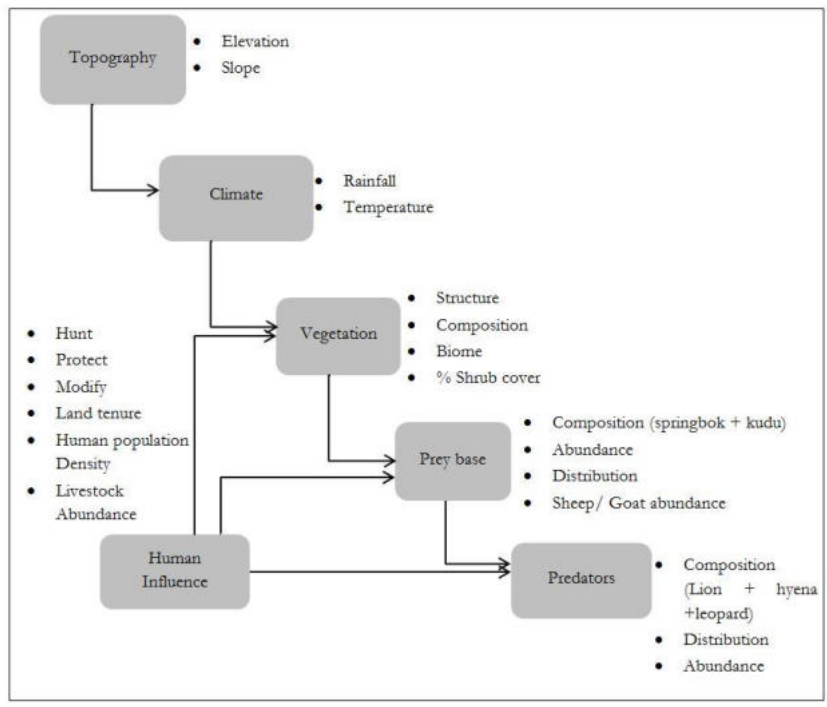 Topography
• Elevation
• Slope
Climate
• Rainfall
• Temperature
Vegetation
• Structure
• Composition
• Biome
• % Shrub cover
• Hunt
• Protect
• Modify
• Land tenure
• Human population
Density
• Livestock
Abundance
Prey base
• Composition (springbok + kudu)
• Abundance
• Distribution
• Sheep/ Goat abundance
Human
Influence
Predators
• Composition
(Lion + hyena
+leopard)
• Distribution
• Abundance